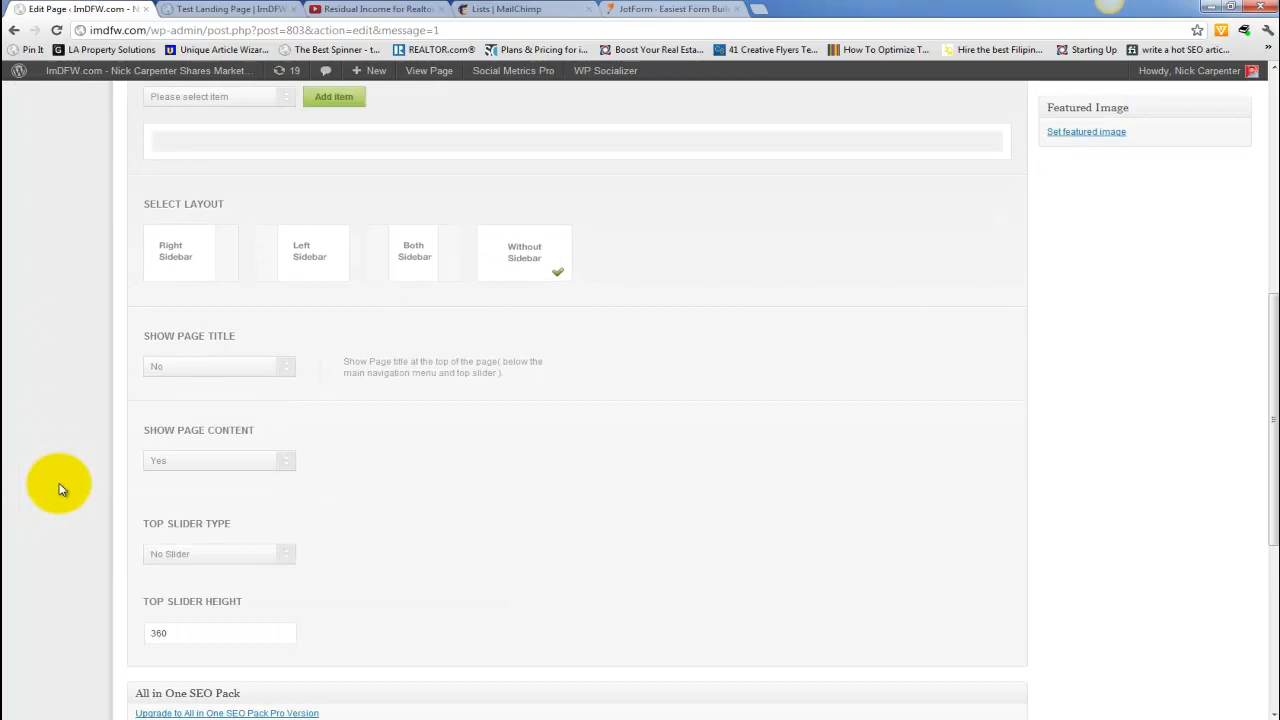 Edit Page ‹ ImDFW.com - N
Test Landing Page | ImDFW
Residual Income for Realto
Lists | MailChimp
JotForm - Easiest Form Buil
imdfw.com/wp-admin/post.php?post=803&action=edit&message=1
Pin It
LA Property Solutions
Unique Article Wizar...
The Best Spinner - t...
REALTOR.com®
Plans & Pricing for i...
Boost Your Real Esta...
41 Creative Flyers Te...
How To Optimize T...
Hire the best Filipin...
Starting Up
write a hot SEO artic...
ImDFW.com - Nick Carpenter Shares Market...
19
New
View Page
Social Metrics Pro
WP Socializer
Howdy, Nick Carpenter
Please select item
Add item
Featured Image
Set featured image
SELECT LAYOUT
Right
Sidebar
Left
Sidebar
Both
Sidebar
Without
Sidebar
SHOW PAGE TITLE
No
Show Page title at the top of the page( below the
main navigation menu and top slider ).
SHOW PAGE CONTENT
Yes
TOP SLIDER TYPE
No Slider
TOP SLIDER HEIGHT
360
All in One SEO Pack
Upgrade to All in One SEO Pack Pro Version